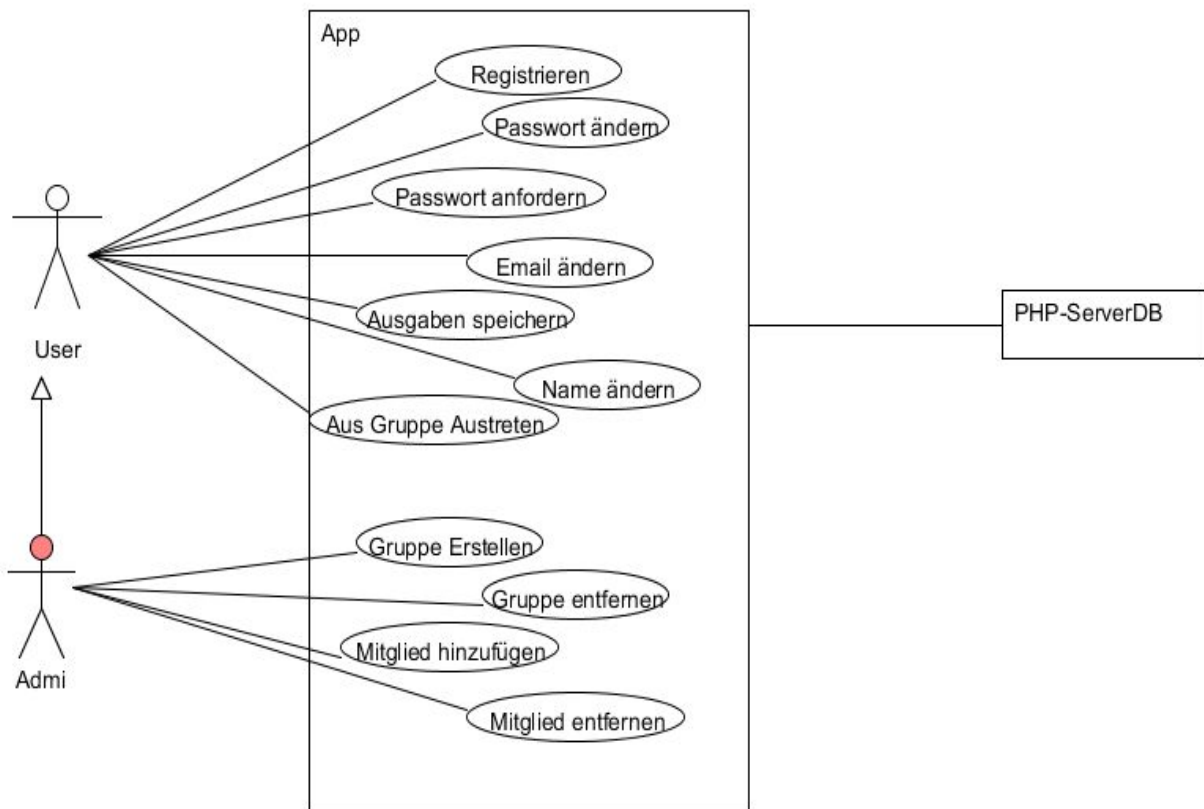 App
Registrieren
Passwort ändern
Passwort anfordern
Email ändern
Ausgaben speichern
Name ändern
Aus Gruppe Austreten
User
PHP-ServerDB
Gruppe Erstellen
Gruppe entfernen
Mitglied hinzufügen
Mitglied entfernen
Admi